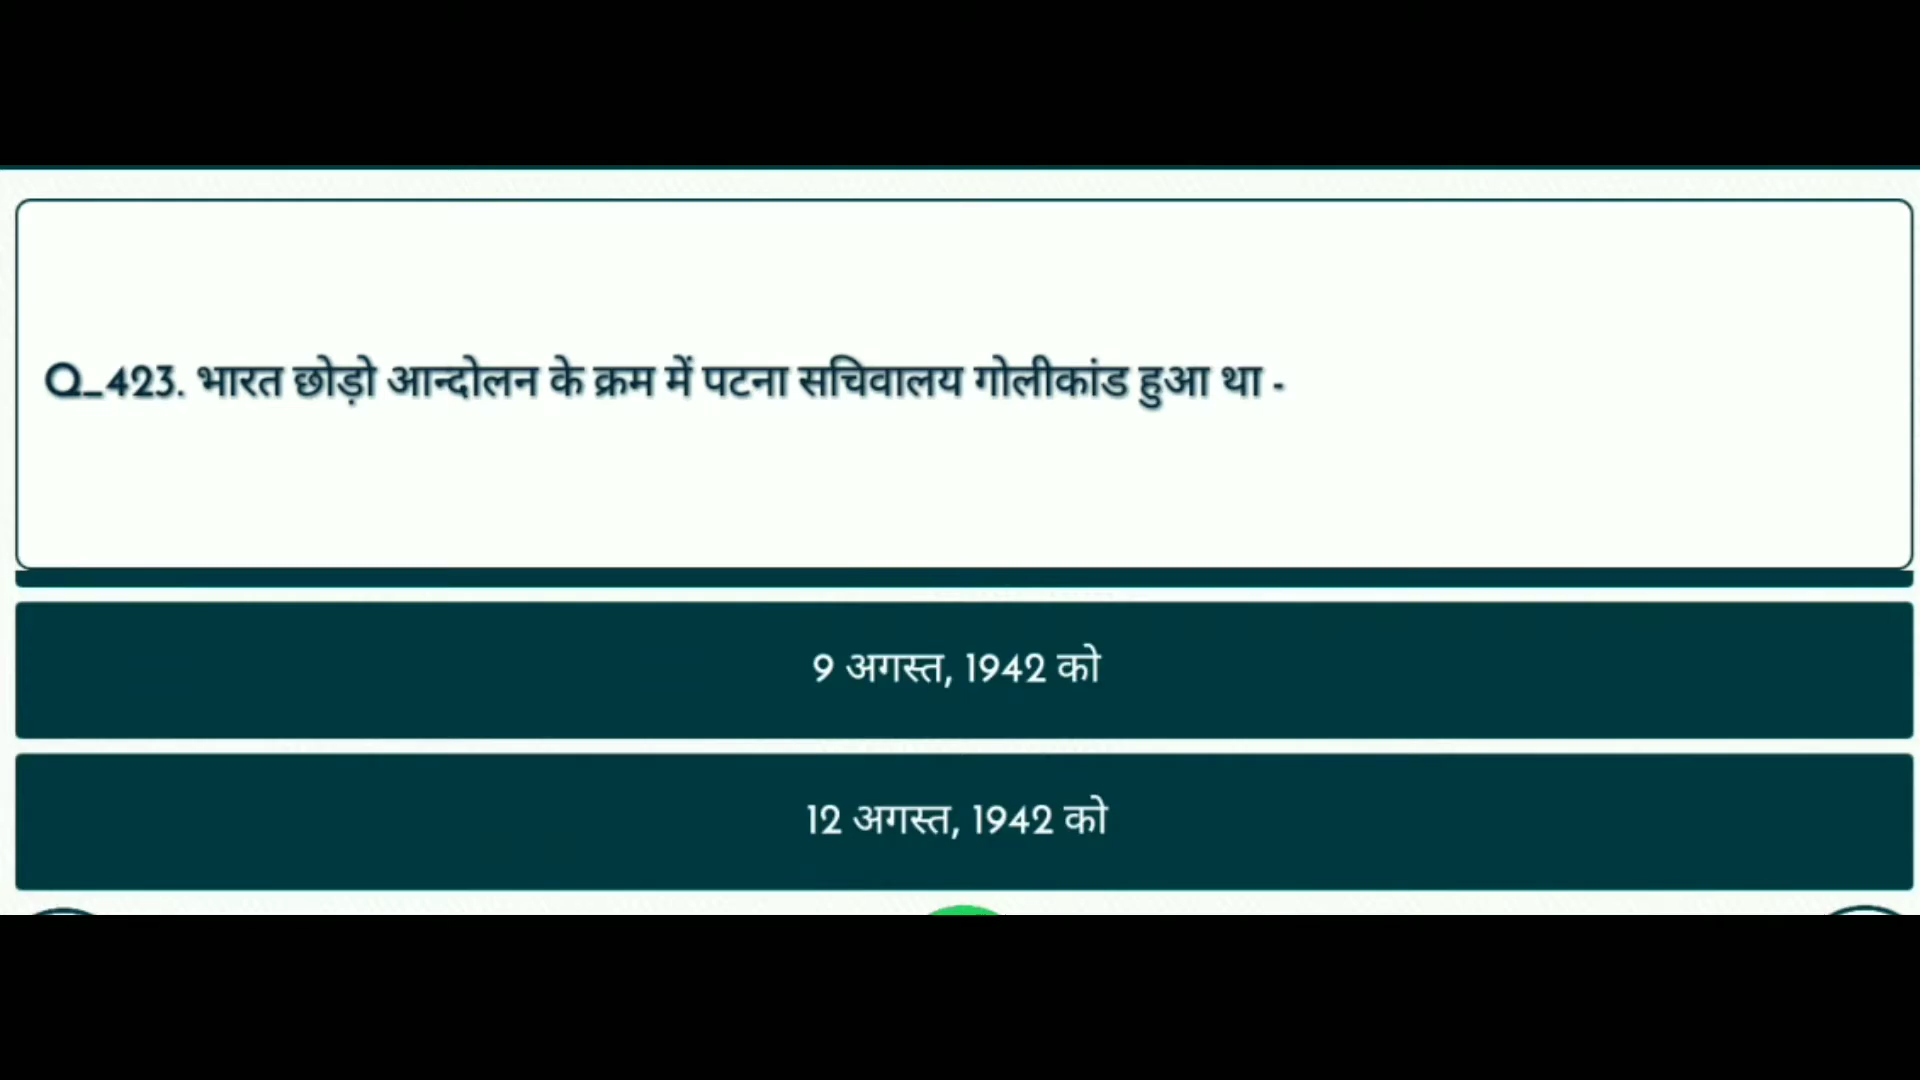 Q_423. भारत छोड़ो आन्दोलन के क्रम में पटना सचिवालय गोलीकांड हुआ था -
9 अगस्त, 1942 को
12 अगस्त, 1942 को